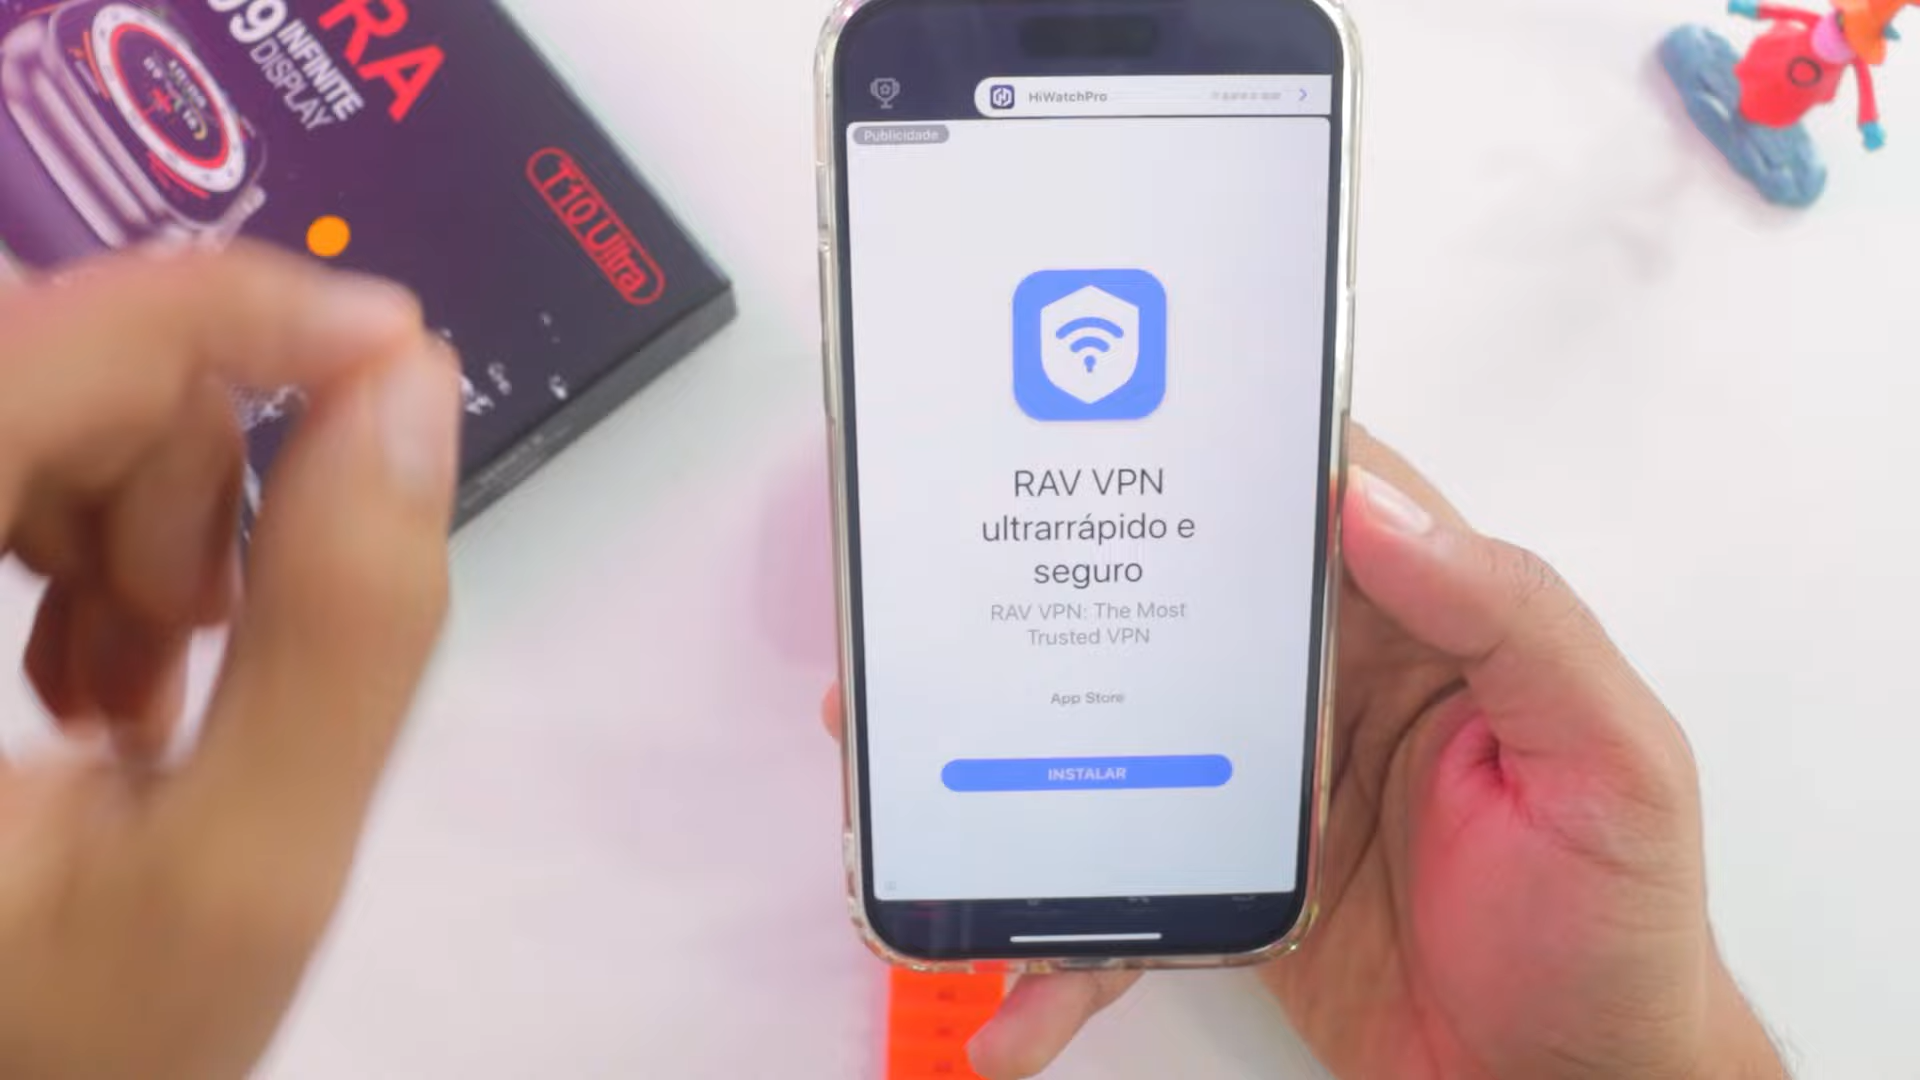 RA
99
INFINITE
DISPLAY
T10 Ultra
HiWatchPro
Publicidade
RAV VPN
ultrarrápido e
seguro
RAV VPN: The Most
Trusted VPN
App Store
INSTALAR